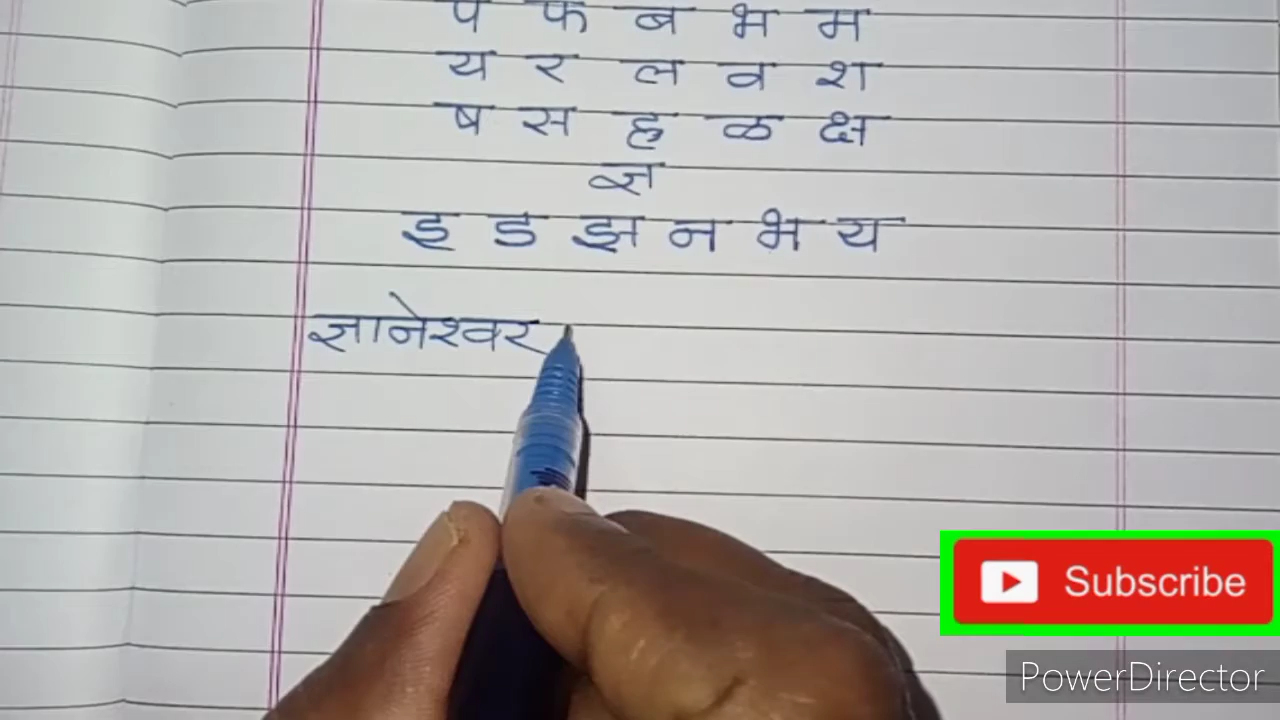 प फ ब भ म
य र ल व श
ष स ह ळ क्ष
ज्ञ
इ ड झ न भ य
ज्ञानेश्वर
Subscribe
PowerDirector